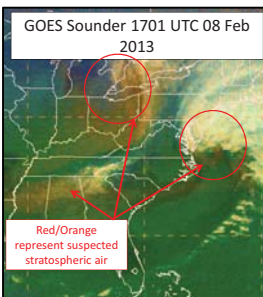 GOES Sounder 1701 UTC 08 Feb
2013
Red/Orange
represent suspected
stratospheric air